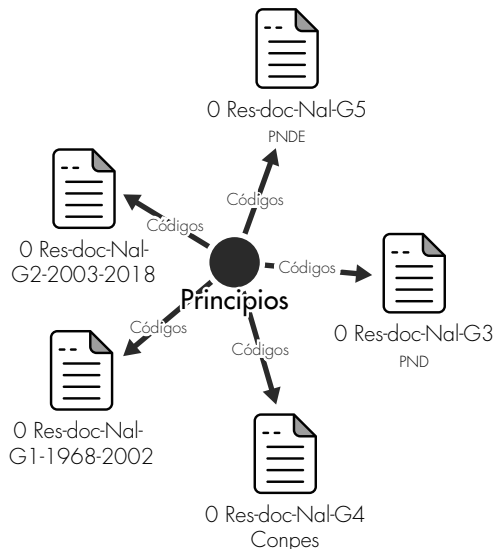 0 Res-doc-Nal-G5
PNDE
Códigos
Códigos
0 Res-doc-Nal-
G2-2003-2018
Códigos
Principios
0 Res-doc-Nal-G3
PND
Códigos
Códigos
0 Res-doc-Nal-
G1-1968-2002
0 Res-doc-Nal-G4
Conpes